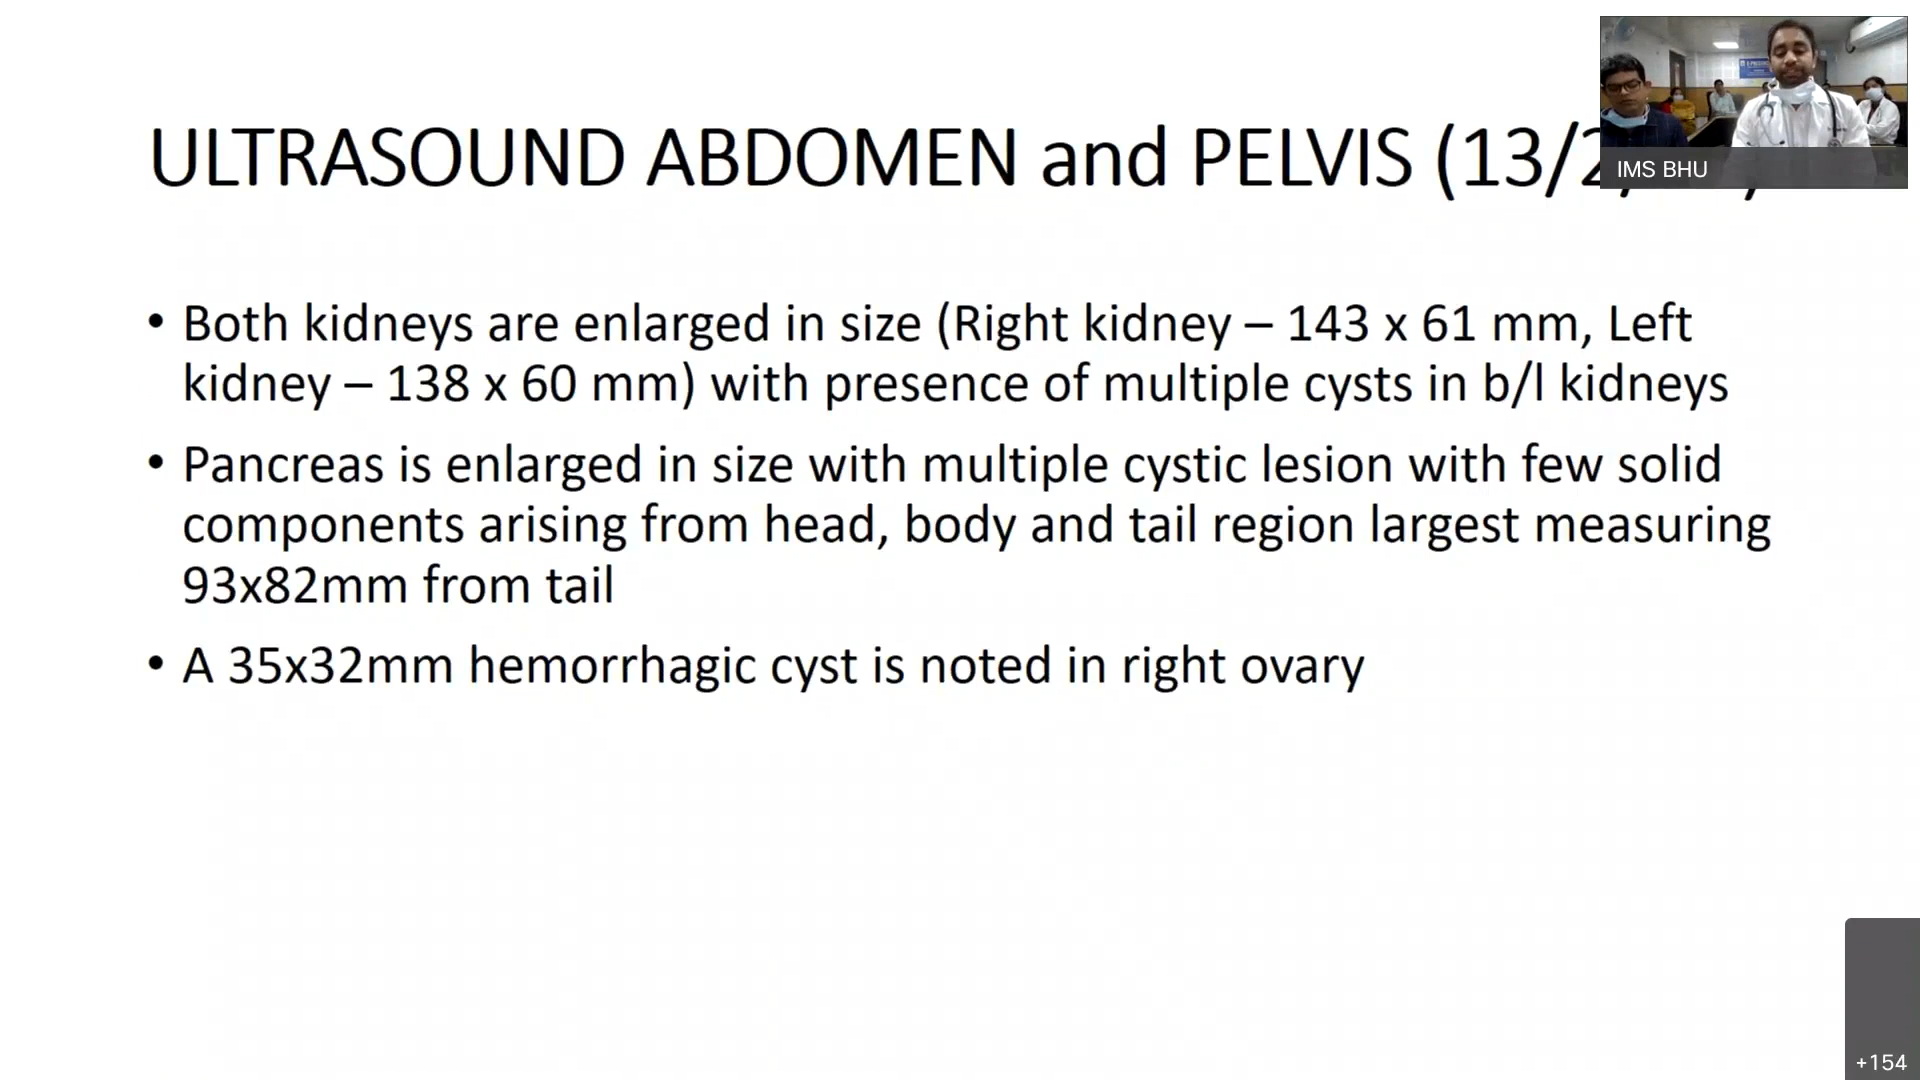 ULTRASOUND ABDOMEN and PELVIS (13/2
IMS BHU
• Both kidneys are enlarged in size (Right kidney – 143 x 61 mm, Left
kidney – 138 x 60 mm) with presence of multiple cysts in b/l kidneys
• Pancreas is enlarged in size with multiple cystic lesion with few solid
components arising from head, body and tail region largest measuring
93x82mm from tail
• A 35x32mm hemorrhagic cyst is noted in right ovary
+154